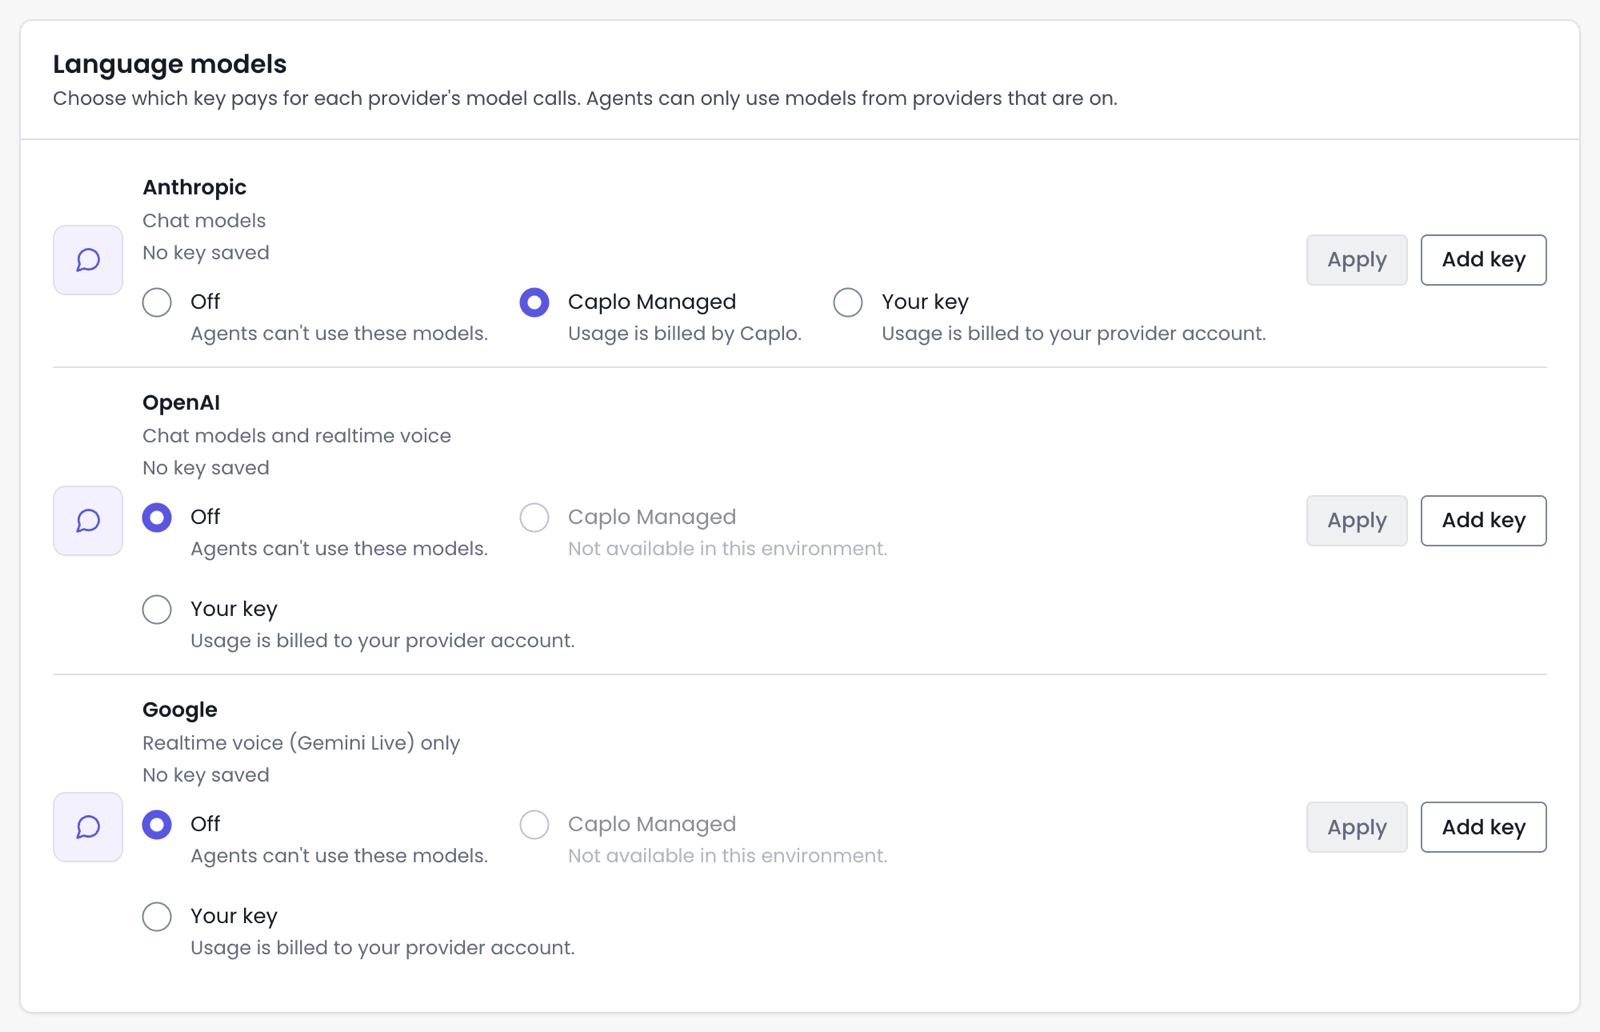 Language models
Choose which key pays for each provider's model calls. Agents can only use models from providers that are on.
Anthropic
Chat models
No key saved
Off
Agents can't use these models.
Caplo Managed
Usage is billed by Caplo.
Your key
Usage is billed to your provider account.
Apply
Add key
OpenAI
Chat models and realtime voice
No key saved
Off
Agents can't use these models.
Caplo Managed
Not available in this environment.
Your key
Usage is billed to your provider account.
Apply
Add key
Google
Realtime voice (Gemini Live) only
No key saved
Off
Agents can't use these models.
Caplo Managed
Not available in this environment.
Your key
Usage is billed to your provider account.
Apply
Add key